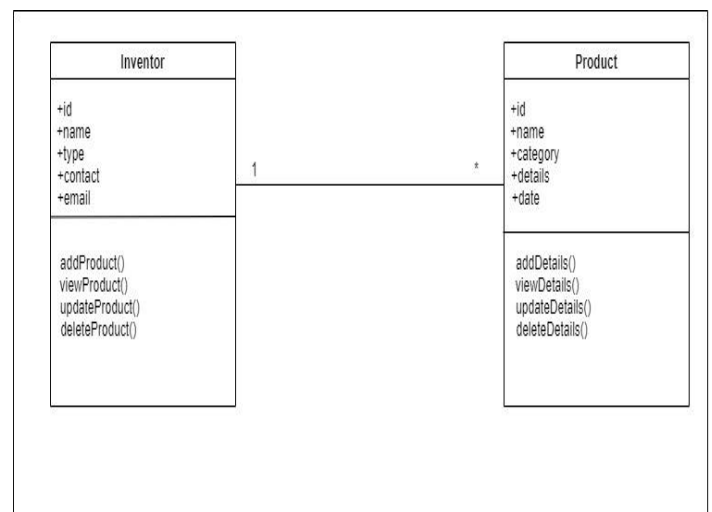 Inventor
+id
+name
+type
+contact
+email
addProduct()
viewProduct()
updateProduct()
deleteProduct()
1
*
Product
+id
+name
+category
+details
+date
addDetails()
viewDetails()
updateDetails()
deleteDetails()